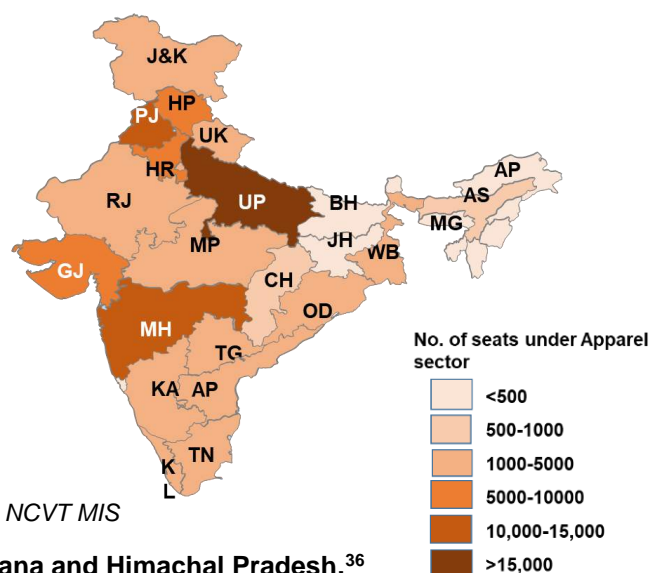 J&K
HP
PJ
UK
HR
RJ
UP
BH
AP
AS
MG
JH
MP
WB
GJ
CH
OD
MH
TG
KA AP
TN
K
L
No. of seats under Apparel
sector
<500
500-1000
1000-5000
5000-10000
10,000-15,000
>15,000
NCVT MIS
ana and Himachal Pradesh.36